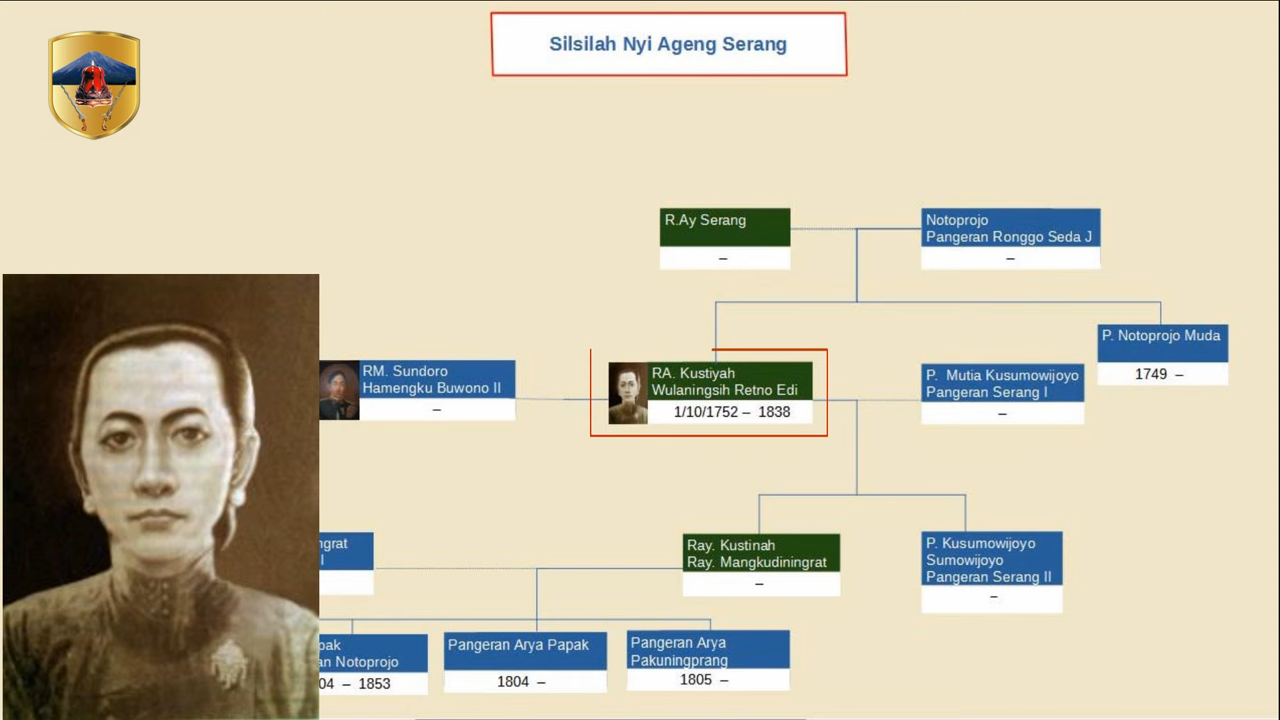 Silsilah Nyi Ageng Serang
R.Ay Serang
–
Notoprojo
Pangeran Ronggo Seda J
–
P. Notoprojo Muda
1749 –
RM. Sundoro
Hamengku Buwono II
–
RA. Kustiyah
Wulaningsih Retno Edi
1/10/1752 – 1838
P. Mutia Kusumowijoyo
Pangeran Serang I
–
ngrat
I
Ray. Kustinah
Ray. Mangkudiningrat
–
P. Kusumowijoyo
Sumowijoyo
Pangeran Serang II
–
pak
an Notoprojo
04 – 1853
Pangeran Arya Papak
1804 –
Pangeran Arya
Pakuningprang
1805 –